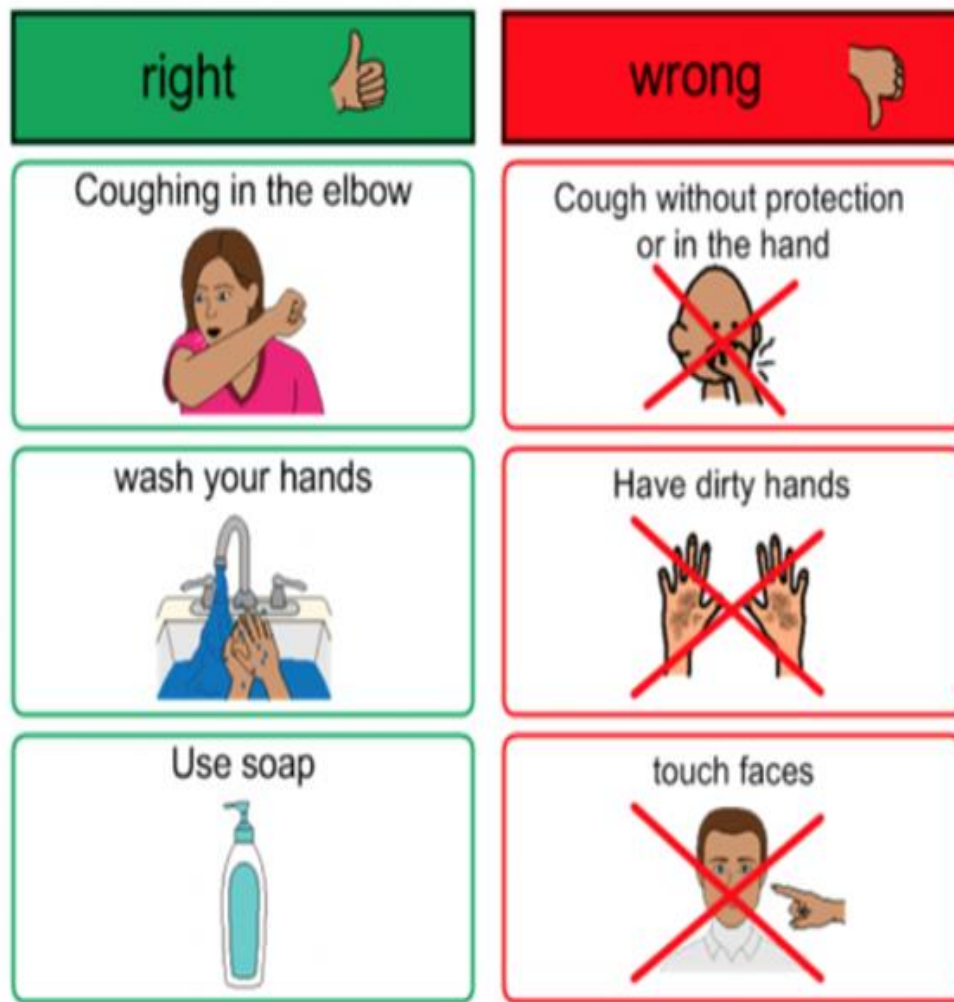 right
wrong
Coughing in the elbow
Cough without protection
or in the hand
wash your hands
Have dirty hands
Use soap
touch faces